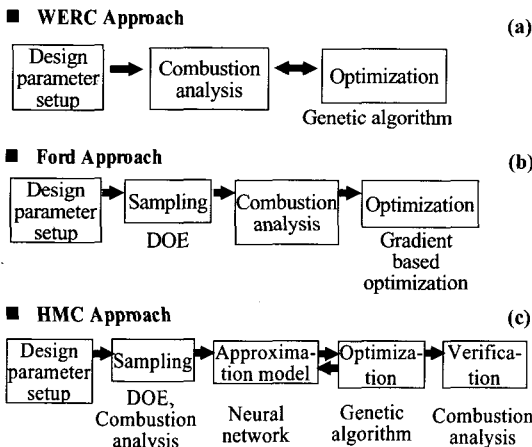 ■ WERC Approach
(a)
Design
parameter
setup
Combustion
analysis
Optimization
Genetic algorithm
■ Ford Approach
(b)
Design
parameter
setup
Sampling
DOE
Combustion
analysis
Optimization
Gradient
based
optimization
■ HMC Approach
(c)
Design
parameter
setup
Sampling
DOE,
Combustion
analysis
Approxima-
tion model
Neural
network
Optimiza-
tion
Genetic
algorithm
Verifica-
tion
Combustion
analysis